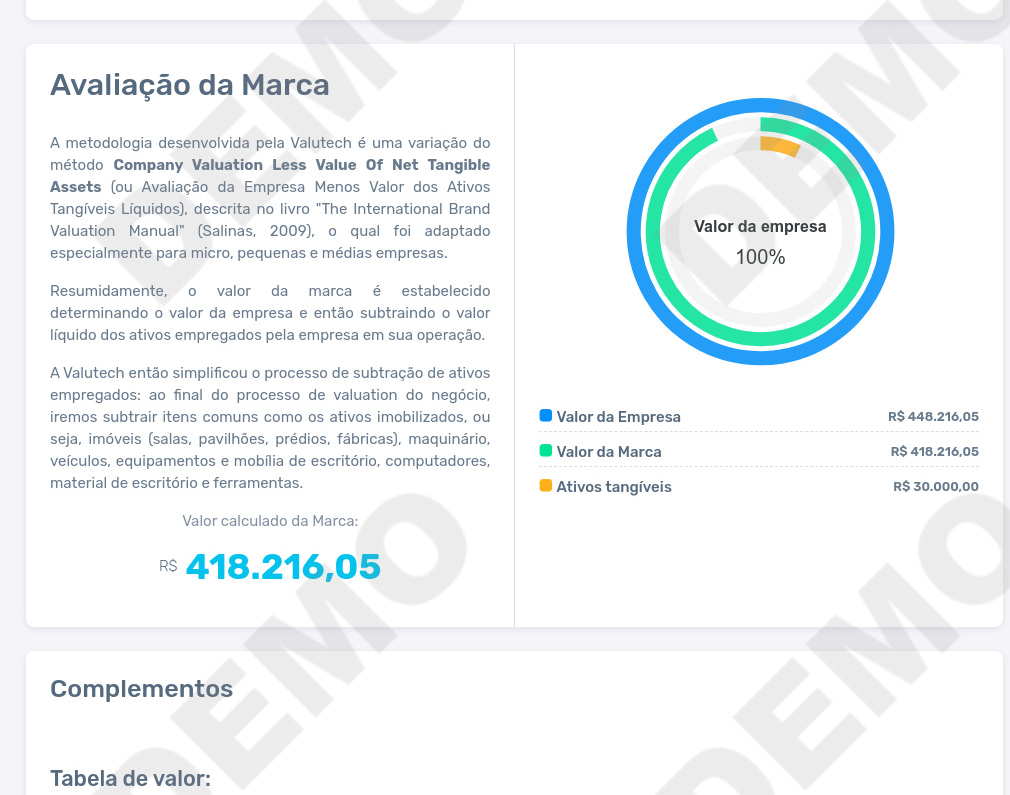 Avaliação da Marca
A metodologia desenvolvida pela Valutech é uma variação do
método Company Valuation Less Value Of Net Tangible
Assets (ou Avaliação da Empresa Menos Valor dos Ativos
Tangíveis Líquidos), descrita no livro "The International Brand
Valuation Manual" (Salinas, 2009), o qual foi adaptado
especialmente para micro, pequenas e médias empresas.
Resumidamente, o valor da marca é estabelecido
determinando o valor da empresa e então subtraindo o valor
líquido dos ativos empregados pela empresa em sua operação.
A Valutech então simplificou o processo de subtração de ativos
empregados: ao final do processo de valuation do negócio,
iremos subtrair itens comuns como os ativos imobilizados, ou
seja, imóveis (salas, pavilhões, prédios, fábricas), maquinário,
veículos, equipamentos e mobília de escritório, computadores,
material de escritório e ferramentas.
Valor calculado da Marca:
R$ 418.216,05
Valor da empresa
100%
Valor da Empresa R$ 448.216,05
Valor da Marca R$ 418.216,05
Ativos tangíveis R$ 30.000,00
Complementos
Tabela de valor:
DEMO
DEMO
DEMO
DEMO